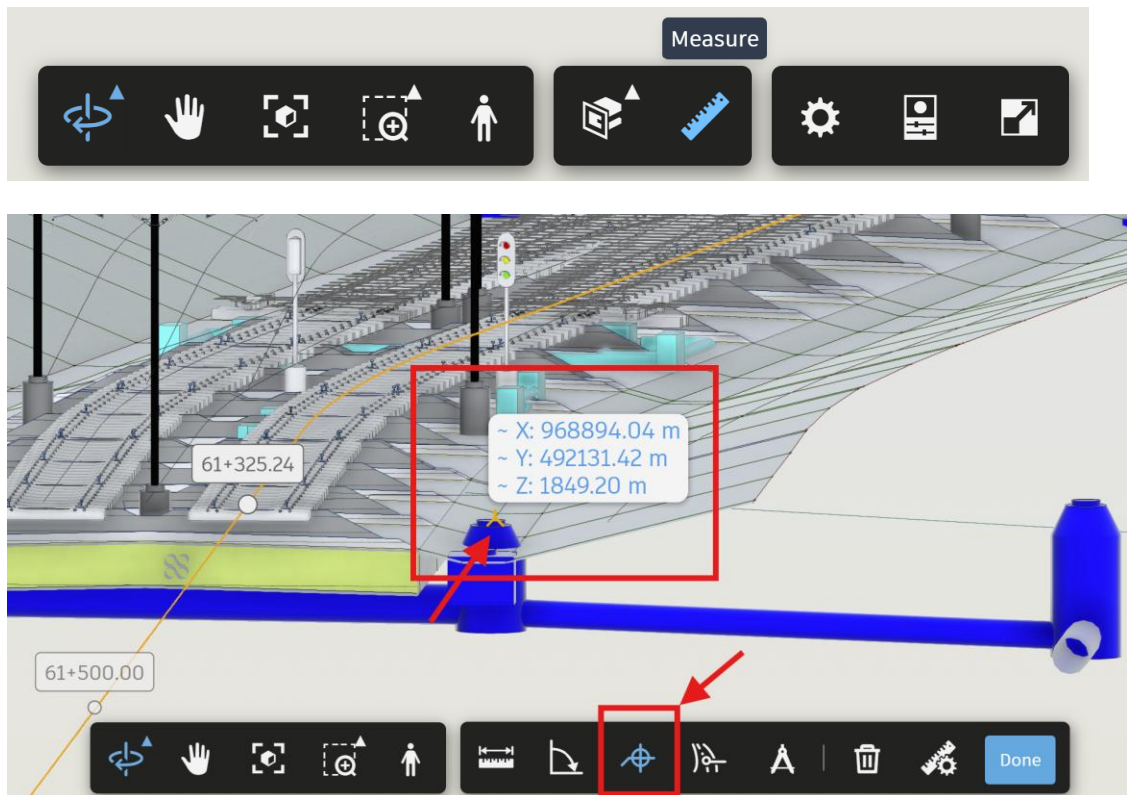 Measure
~ X: 968894.04 m
~ Y: 492131.42 m
~ Z: 1849.20 m
61+325.24
61+500.00
Done